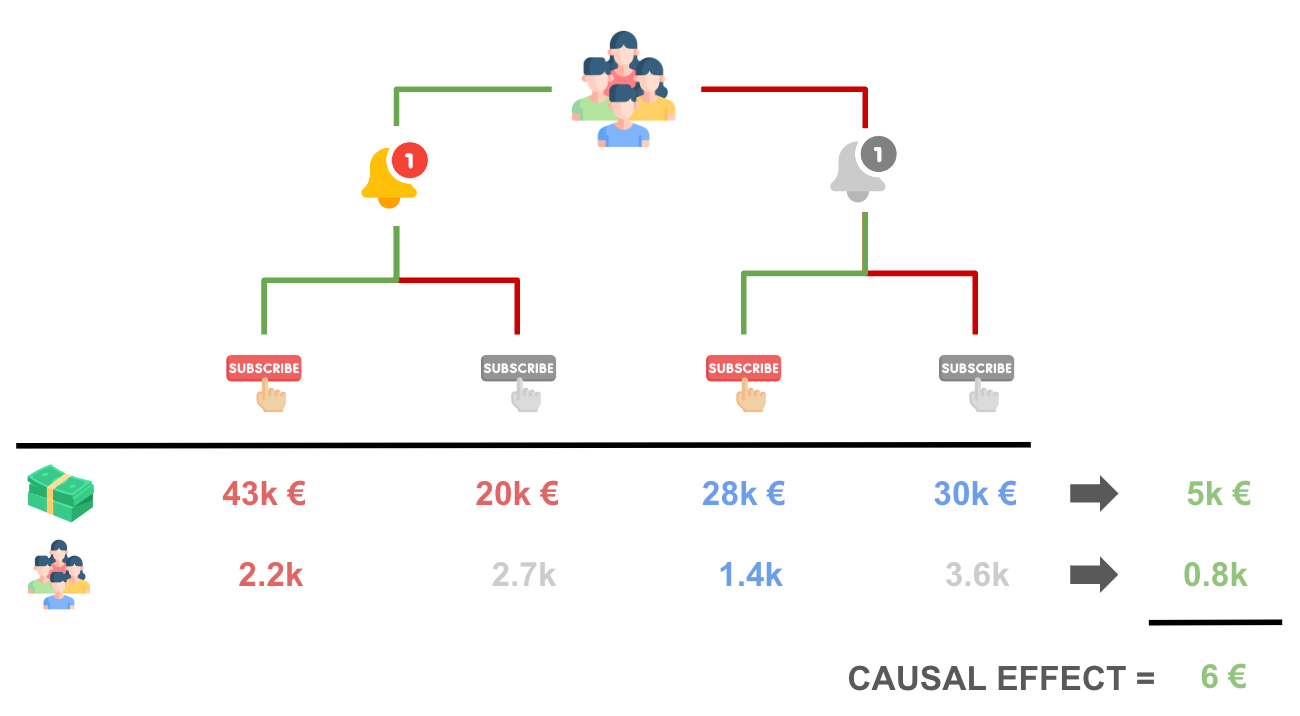 1
1
SUBSCRIBE SUBSCRIBE SUBSCRIBE SUBSCRIBE
43k € 20k € 28k € 30k € 5k €
2.2k 2.7k 1.4k 3.6k 0.8k
CAUSAL EFFECT = 6 €